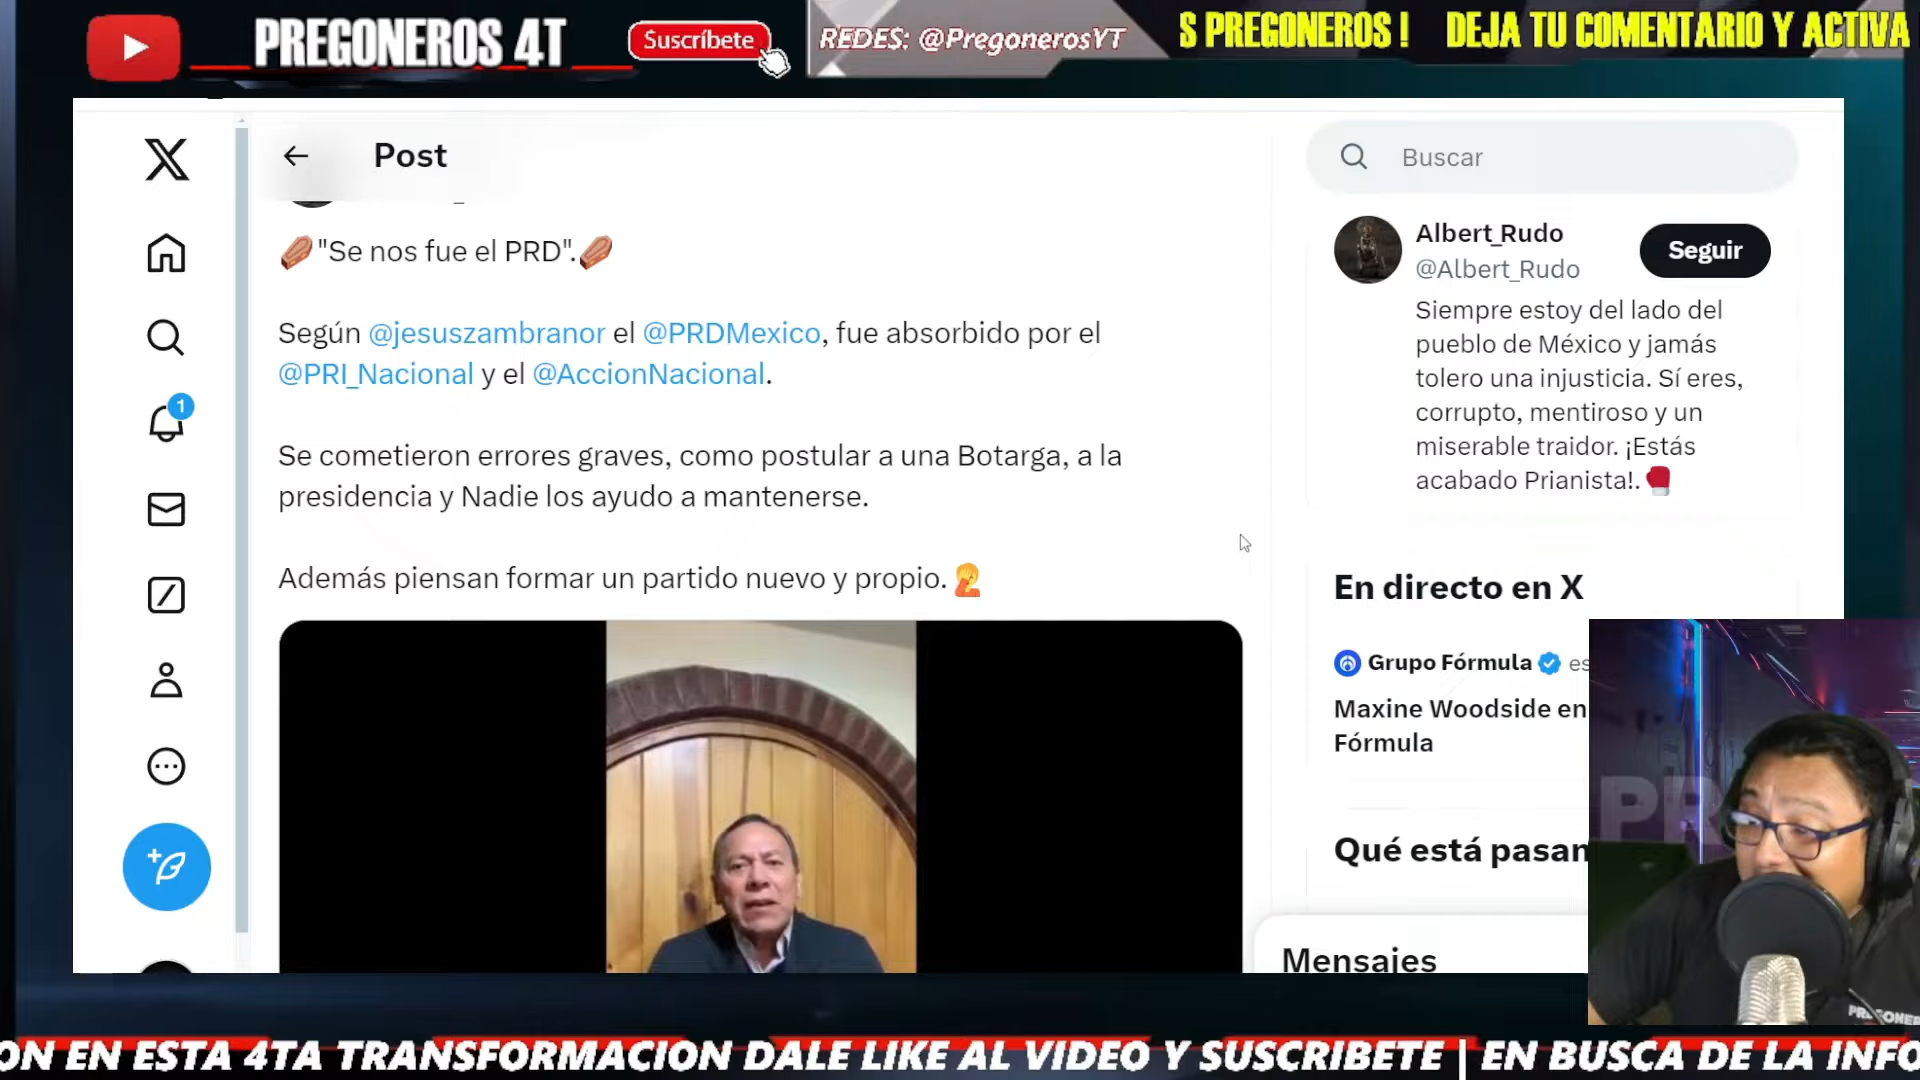 PREGONEROS 4T
Suscríbete
REDES: @PregonerosYT
S PREGONEROS ! DEJA TU COMENTARIO Y ACTIVA
Post
Buscar
"Se nos fue el PRD".
Según @jesuszambranor el @PRDMexico, fue absorbido por el
@PRI_Nacional y el @AccionNacional.
Se cometieron errores graves, como postular a una Botarga, a la
presidencia y Nadie los ayudo a mantenerse.
Además piensan formar un partido nuevo y propio.
1
Albert_Rudo
@Albert_Rudo
Seguir
Siempre estoy del lado del
pueblo de México y jamás
tolero una injusticia. Sí eres,
corrupto, mentiroso y un
miserable traidor. ¡Estás
acabado Prianista!.
En directo en X
Grupo Fórmula es
Maxine Woodside en
Fórmula
Qué está pasan
Mensajes
PR
PREGONER
ON EN ESTA 4TA TRANSFORMACION DALE LIKE AL VIDEO Y SUSCRIBETE | EN BUSCA DE LA INFO